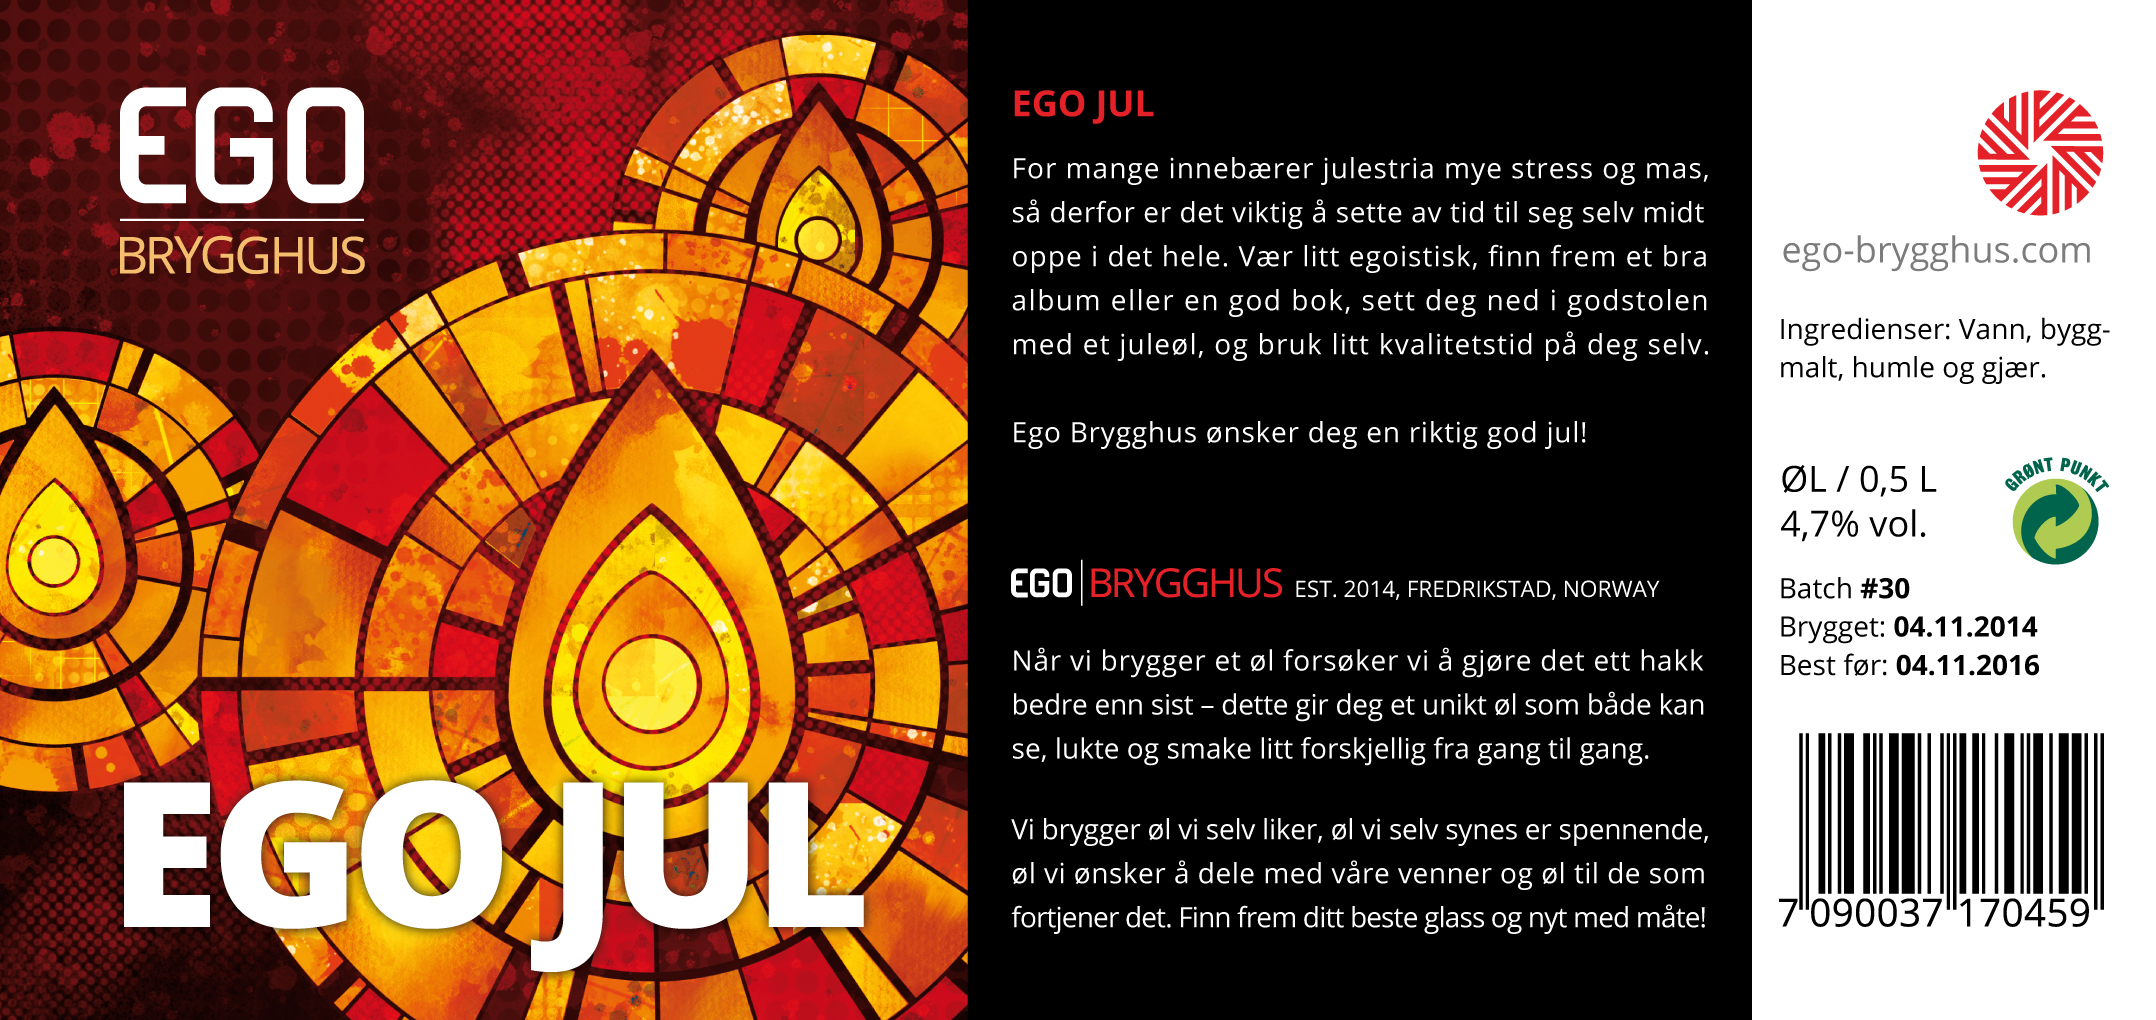 EGO
BRYGGHUS
EGO JUL
EGO JUL
For mange innebærer julestria mye stress og mas,
så derfor er det viktig å sette av tid til seg selv midt
oppe i det hele. Vær litt egoistisk, finn frem et bra
album eller en god bok, sett deg ned i godstolen
med et juleøl, og bruk litt kvalitetstid på deg selv.
Ego Brygghus ønsker deg en riktig god jul!
EGO BRYGGHUS EST. 2014, FREDRIKSTAD, NORWAY
Når vi brygger et øl forsøker vi å gjøre det ett hakk
bedre enn sist – dette gir deg et unikt øl som både kan
se, lukte og smake litt forskjellig fra gang til gang.
Vi brygger øl vi selv liker, øl vi selv synes er spennende,
øl vi ønsker å dele med våre venner og øl til de som
fortjener det. Finn frem ditt beste glass og nyt med måte!
ego-brygghus.com
Ingredienser: Vann, bygg-
malt, humle og gjær.
ØL / 0,5 L
4,7% vol.
GRØNT PUNKT
Batch #30
Brygget: 04.11.2014
Best før: 04.11.2016
7 090037 170459